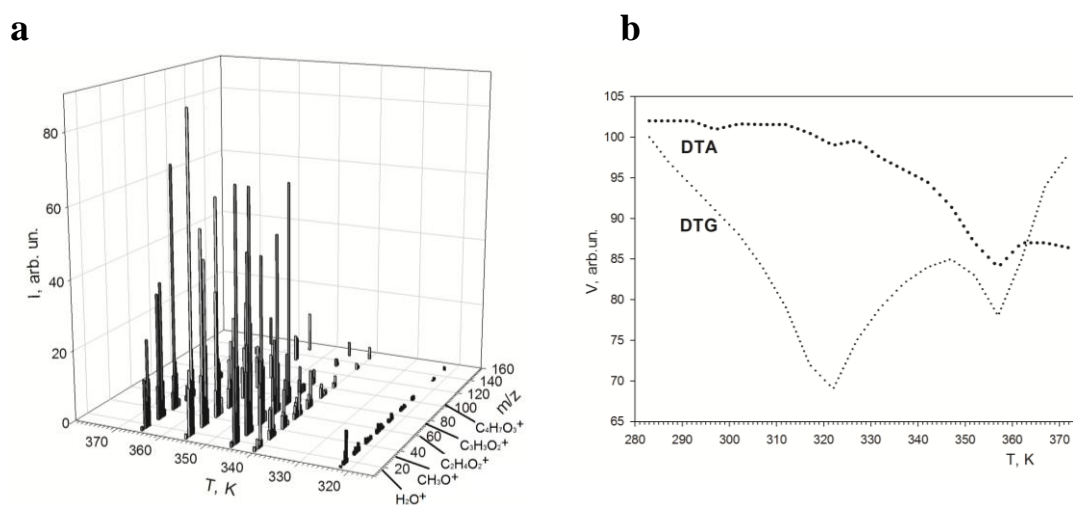 a
b
80
60
40
20
0
I, arb. un.
370
360
350
340
330
320
T, K
20
40
60
80
100
120
140
160
m/z
H₂O⁺
CH₃O⁺
C₂H₄O₂⁺
C₃H₃O₂⁺
C₆H₇O₃⁺
105
100
95
90
85
80
75
70
65
V, arb.un.
DTA
DTG
280
290
300
310
320
330
340
350
360
370
T, K